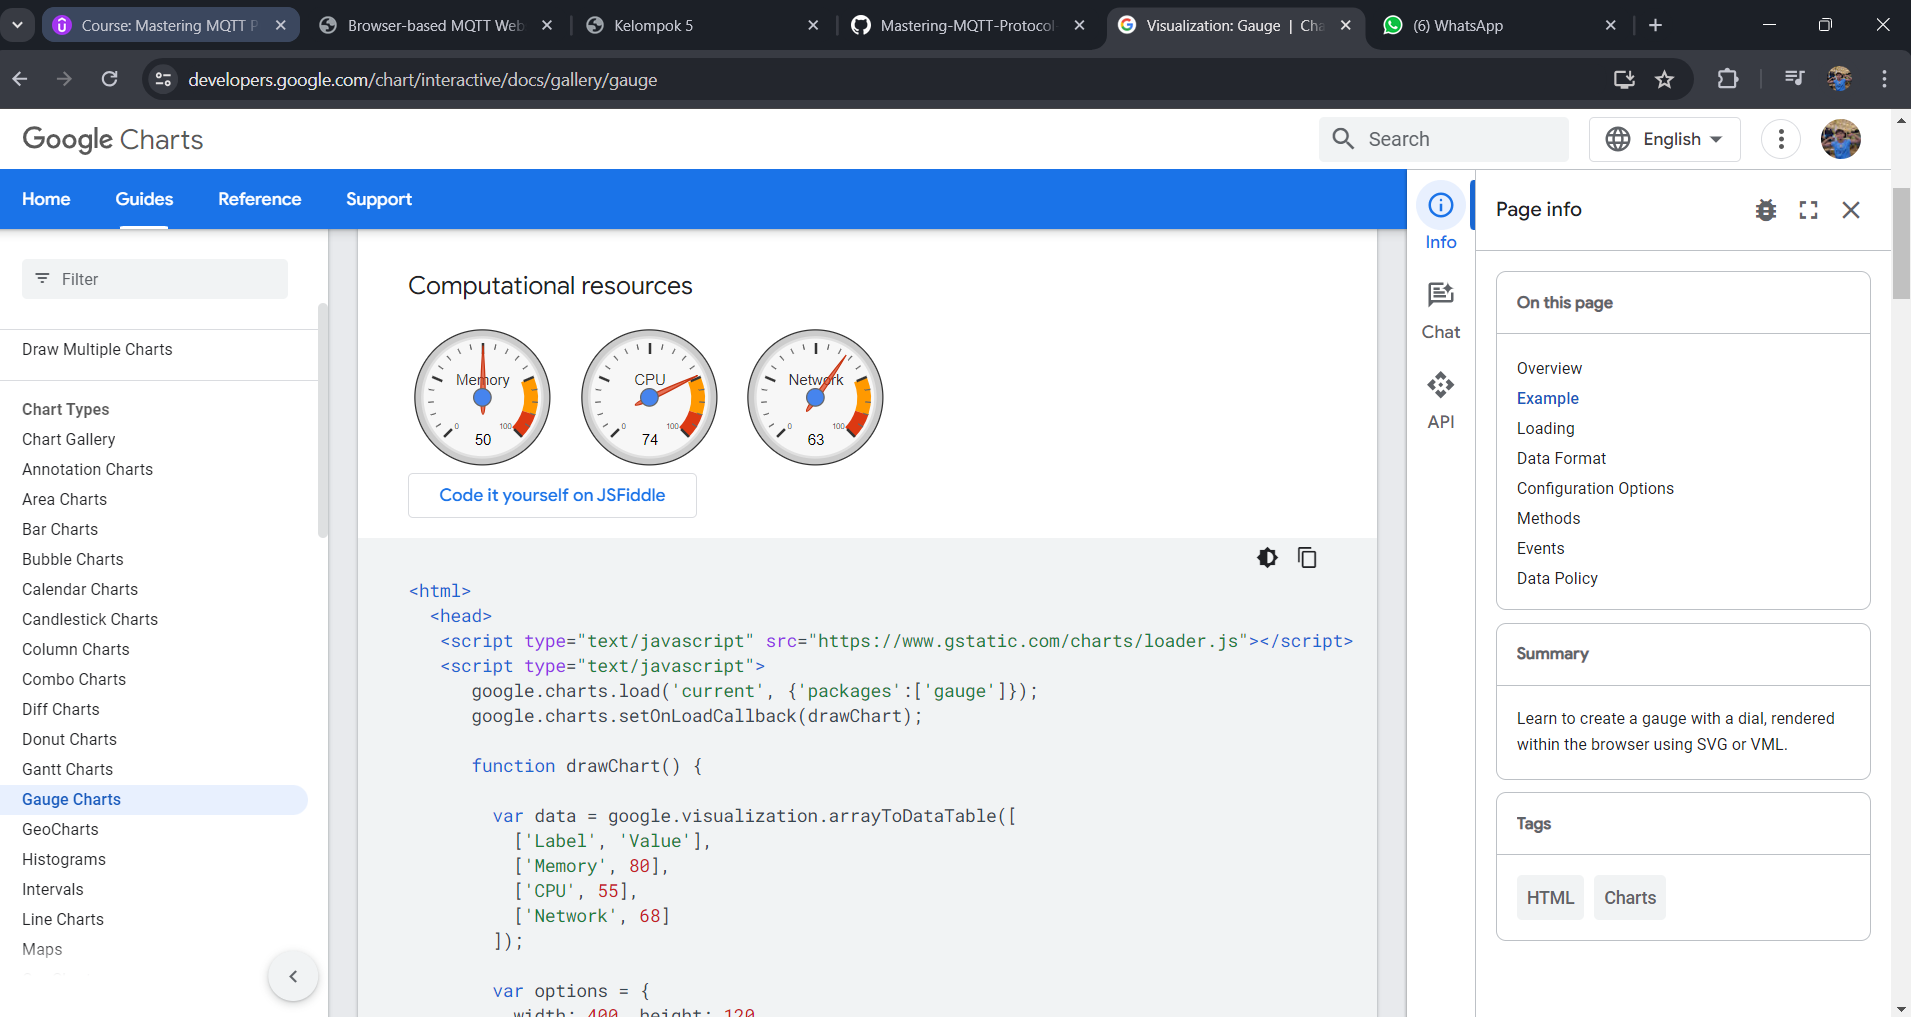 Course: Mastering MQTT P
Browser-based MQTT Web
Kelompok 5
Mastering-MQTT-Protocol-
Visualization: Gauge | Cha
(6) WhatsApp
developers.google.com/chart/interactive/docs/gallery/gauge
Google Charts
Search
English
Home
Guides
Reference
Support
Filter
Draw Multiple Charts
Chart Types
Chart Gallery
Annotation Charts
Area Charts
Bar Charts
Bubble Charts
Calendar Charts
Candlestick Charts
Column Charts
Combo Charts
Diff Charts
Donut Charts
Gantt Charts
Gauge Charts
GeoCharts
Histograms
Intervals
Line Charts
Maps
Computational resources
Memory
0
100
50
CPU
0
100
74
Network
0
100
63
Code it yourself on JSFiddle
<html>
<head>
<script type="text/javascript" src="https://www.gstatic.com/charts/loader.js"></script>
<script type="text/javascript">
google.charts.load('current', {'packages':['gauge']});
google.charts.setOnLoadCallback(drawChart);
function drawChart() {
var data = google.visualization.arrayToDataTable([
['Label', 'Value'],
['Memory', 80],
['CPU', 55],
['Network', 68]
]);
var options = {
width: 400, height: 120
Info
Chat
API
Page info
On this page
Overview
Example
Loading
Data Format
Configuration Options
Methods
Events
Data Policy
Summary
Learn to create a gauge with a dial, rendered
within the browser using SVG or VML.
Tags
HTML
Charts